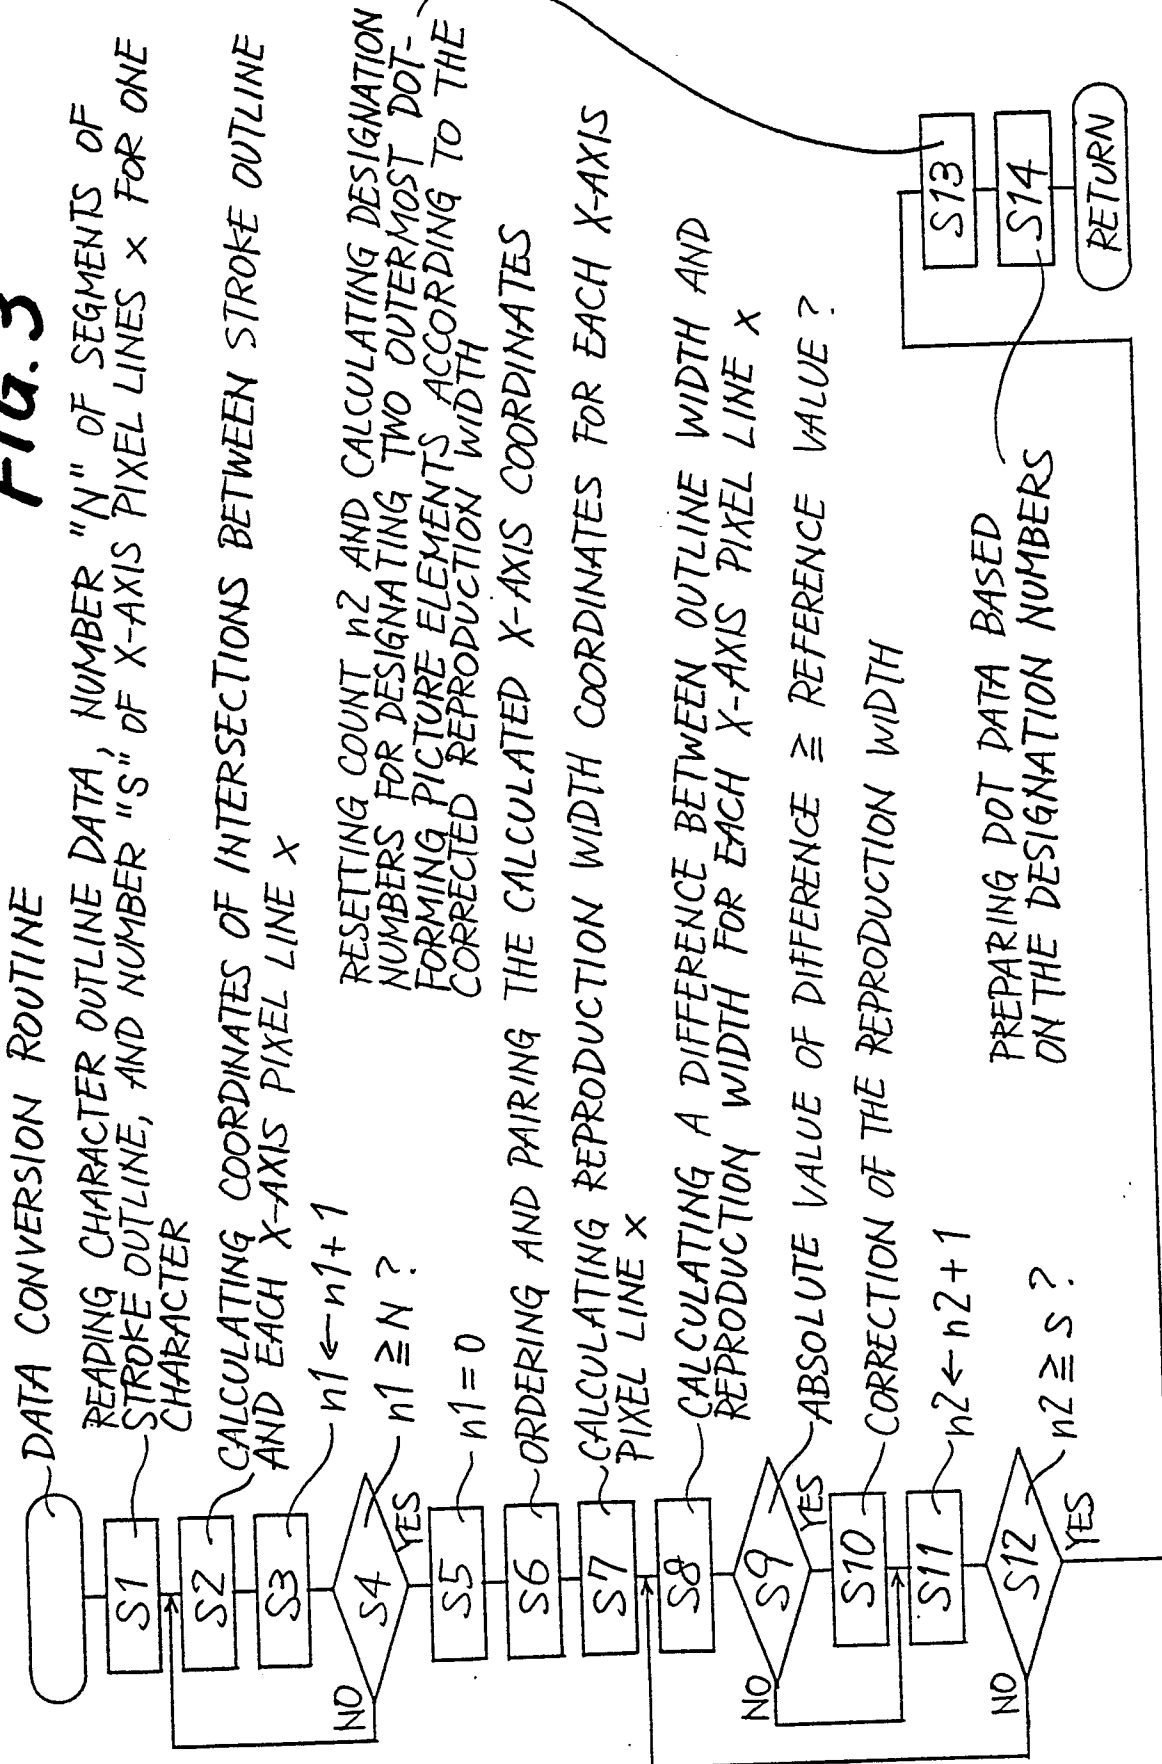 FIG. 3
DATA CONVERSION ROUTINE
S1
READING CHARACTER OUTLINE DATA, NUMBER "N" OF SEGMENTS OF
STROKE OUTLINE, AND NUMBER "S" OF X-AXIS PIXEL LINES x FOR ONE
CHARACTER
S2
CALCULATING COORDINATES OF INTERSECTIONS BETWEEN STROKE OUTLINE
AND EACH X-AXIS PIXEL LINE x
S3
n1 ← n1+1
S4
n1 ≧ N ?
NO
YES
S5
n1 = 0
S6
ORDERING AND PAIRING THE CALCULATED X-AXIS COORDINATES
S7
CALCULATING REPRODUCTION WIDTH COORDINATES FOR EACH X-AXIS
PIXEL LINE x
S8
CALCULATING A DIFFERENCE BETWEEN OUTLINE WIDTH AND
REPRODUCTION WIDTH FOR EACH X-AXIS PIXEL LINE x
S9
ABSOLUTE VALUE OF DIFFERENCE ≧ REFERENCE VALUE ?
NO
YES
S10
CORRECTION OF THE REPRODUCTION WIDTH
S11
n2 ← n2+1
S12
n2 ≧ S ?
NO
YES
RESETTING COUNT n2 AND CALCULATING DESIGNATION
NUMBERS FOR DESIGNATING TWO OUTERMOST DOT-
FORMING PICTURE ELEMENTS ACCORDING TO THE
CORRECTED REPRODUCTION WIDTH
S13
S14
PREPARING DOT DATA BASED
ON THE DESIGNATION NUMBERS
RETURN